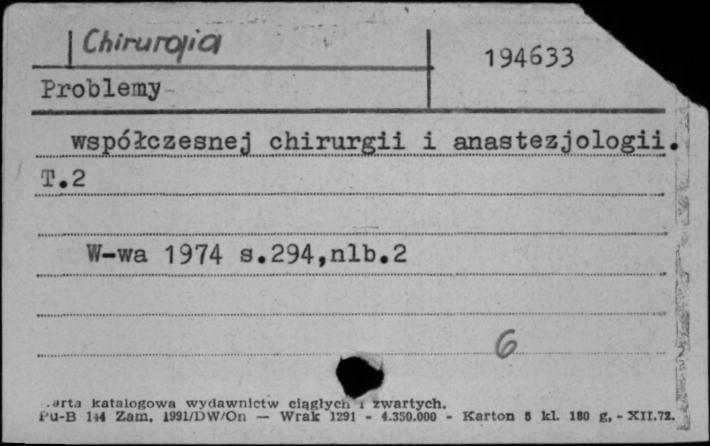 Chirurgia
194633
Problemy
współczesnej chirurgii i anastezjologii.
T.2
W-wa 1974 s.294,nlb.2
6
arta katalogowa wydawnictw ciągłych i zwartych.
Pu-B 144 Zam. 1991/DW/On — Wrak 1291 - 4.350.000 - Karton 5 kl. 180 g, - XII.72.